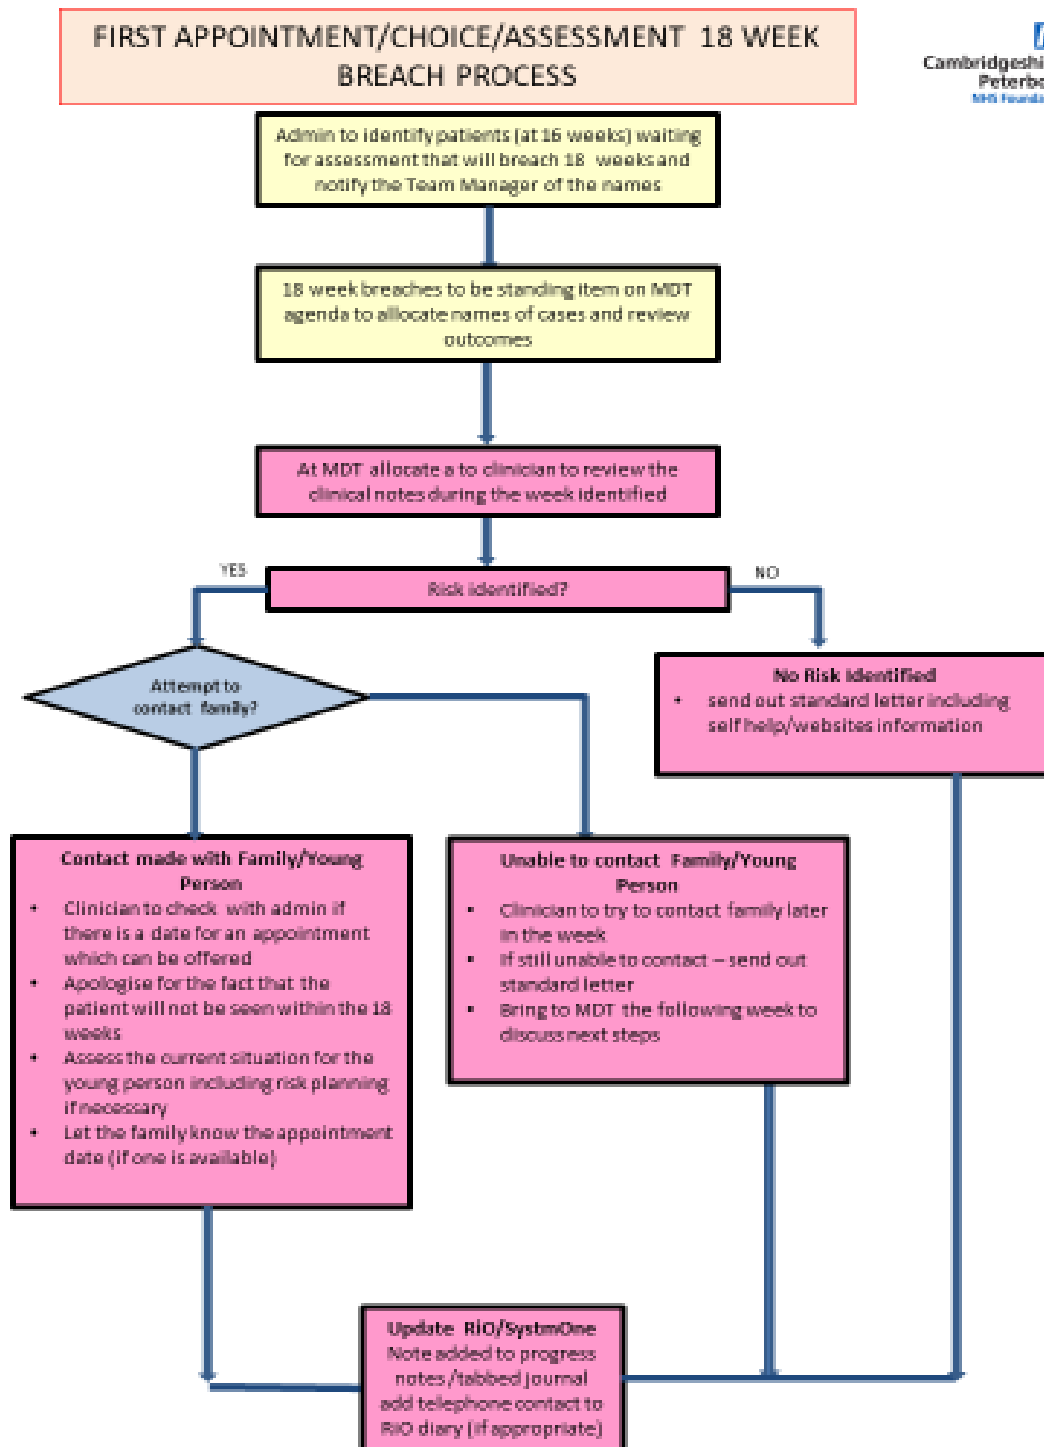 FIRST APPOINTMENT/CHOICE/ASSESSMENT 18 WEEK
BREACH PROCESS
Cambridgeshi
Peterbo
NHS Founda
Admin to identify patients (at 16 weeks) waiting
for assessment that will breach 18 weeks and
notify the Team Manager of the names
18 week breaches to be standing item on MDT
agenda to allocate names of cases and review
outcomes
At MDT allocate a to clinician to review the
clinical notes during the week identified
YES
Risk identified?
NO
Attempt to
contact family?
No Risk Identified
• send out standard letter including
self help/websites information
Contact made with Family/Young
Person
• Clinician to check with admin if
there is a date for an appointment
which can be offered
• Apologise for the fact that the
patient will not be seen within the 18
weeks
• Assess the current situation for the
young person including risk planning
if necessary
• Let the family know the appointment
date (if one is available)
Unable to contact Family/Young
Person
• Clinician to try to contact family later
in the week
• If still unable to contact – send out
standard letter
• Bring to MDT the following week to
discuss next steps
Update RiO/SystmOne
Note added to progress
notes/tabbed journal
add telephone contact to
RIO diary (if appropriate)